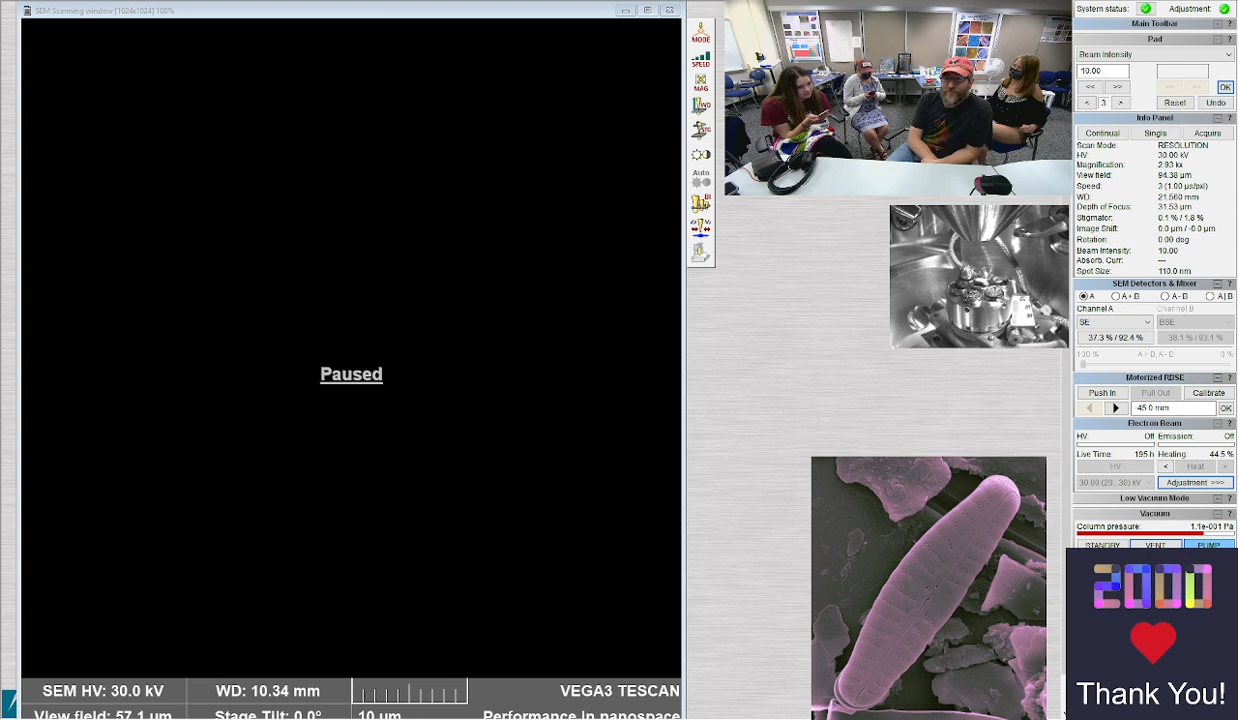 SEM Scanning window [1024x1024] 100%
Paused
SEM HV: 30.0 kV
WD: 10.34 mm
VEGA3 TESCAN
View field: 57.1 µm
Stage Tilt: 0.0°
10 µm
Performance in nanospace
MODE
SPEED
MAG
WD
STG
Auto
System status:
Adjustment:
Main Toolbar
Pad
Beam Intensity
10.00
<< >>
OK
< 3 >
Reset Undo
Info Panel
Continual Single Acquire
Scan Mode: RESOLUTION
HV: 30.00 kV
Magnification: 2.93 kx
View field: 94.38 µm
Speed: 3 (1.00 µs/pxl)
WD: 21.560 mm
Depth of Focus: 31.53 µm
Stigmator: 0.1 % / 1.8 %
Image Shift: 0.0 µm / -0.0 µm
Rotation: 0.00 deg
Beam Intensity: 10.00
Absorb. Curr: ---
Spot Size: 110.0 nm
SEM Detectors & Mixer
A A+B A-B A|B
Channel A Channel B
SE BSE
37.3 % / 92.4 % 38.1 % / 93.1 %
100 % A+B, A-B 0 %
Motorized RBSE
Push In Pull Out Calibrate
-45.0 mm OK
Electron Beam
HV: Off Emission: Off
Live Time: 195 h Heating: 44.5 %
HV < Heat >
30.00 (20...30) kV Adjustment >>>
Low Vacuum Mode
Vacuum
Column pressure: 1.1e-001 Pa
STANDBY VENT PUMP
2000
Thank You!